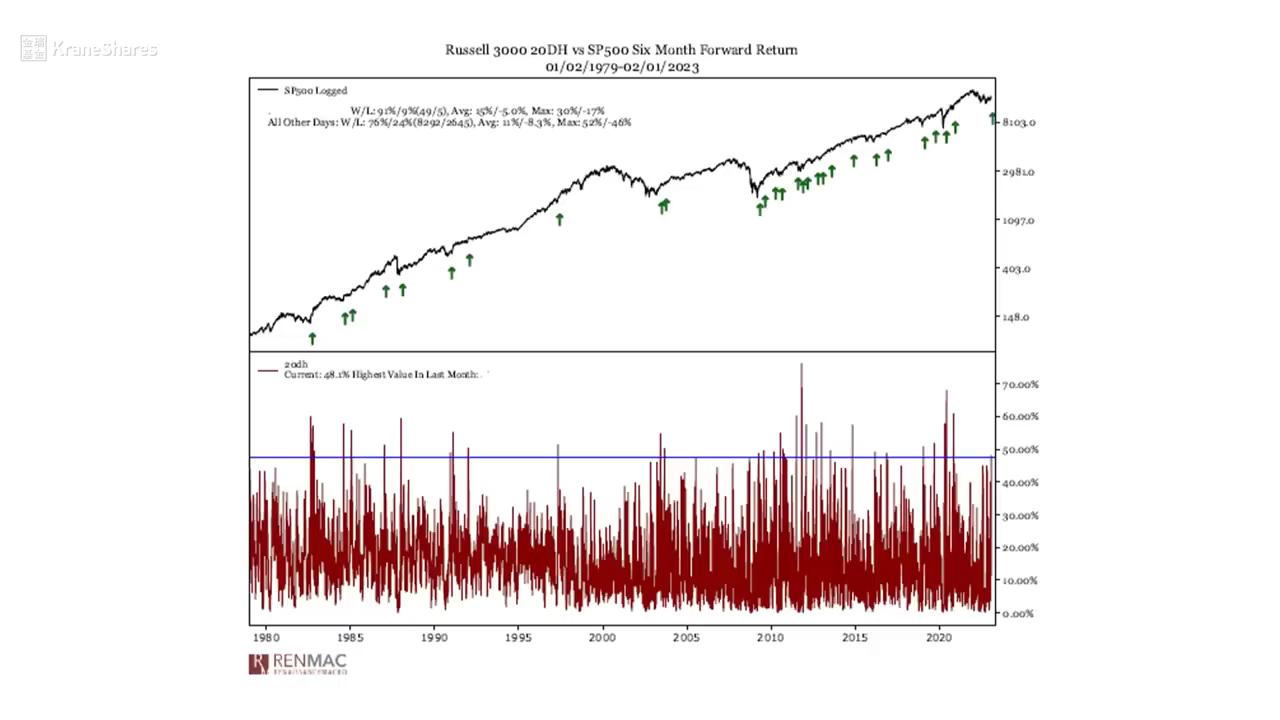 金瑞
基金
KraneShares
Russell 3000 20DH vs SP500 Six Month Forward Return
01/02/1979-02/01/2023
SP500 Logged
W/L: 91%/9%(49/5), Avg: 15%/-5.0%, Max: 30%/-17%
All Other Days: W/L: 76%/24%(8292/2645), Avg: 11%/-8.3%, Max: 52%/-46%
8103.0
2981.0
1097.0
403.0
148.0
20dh
Current: 48.1% Highest Value In Last Month:
70.00%
60.00%
50.00%
40.00%
30.00%
20.00%
10.00%
0.00%
1980 1985 1990 1995 2000 2005 2010 2015 2020
RENMAC